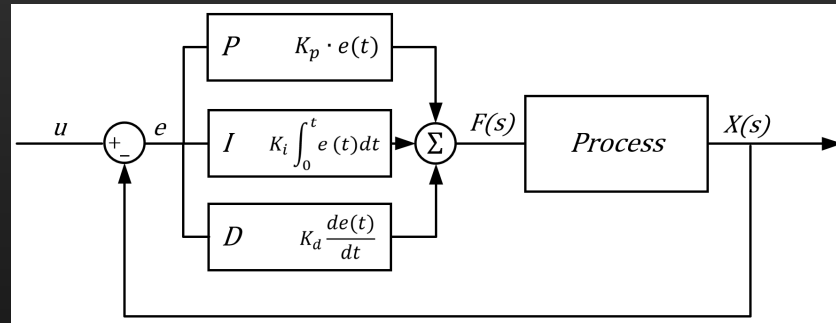 P K_p · e(t)
u
+
−
e
I K_i ∫_0^t e (t)dt
Σ
F(s)
Process
X(s)
D K_d de(t)/dt